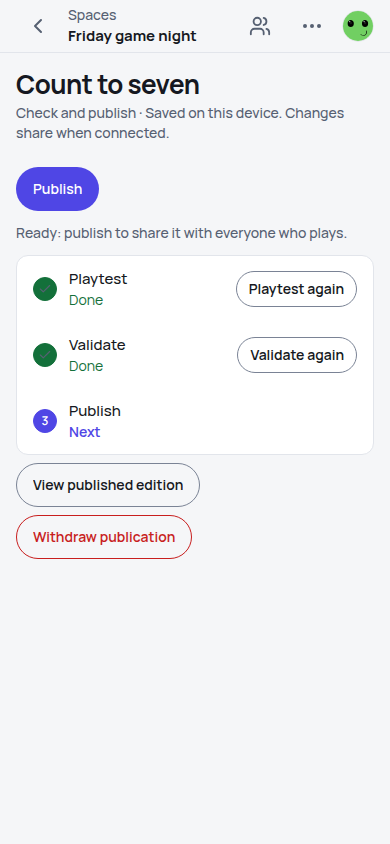 Spaces
Friday game night
Count to seven
Check and publish · Saved on this device. Changes
share when connected.
Publish
Ready: publish to share it with everyone who plays.
Playtest
Done
Playtest again
Validate
Done
Validate again
3
Publish
Next
View published edition
Withdraw publication